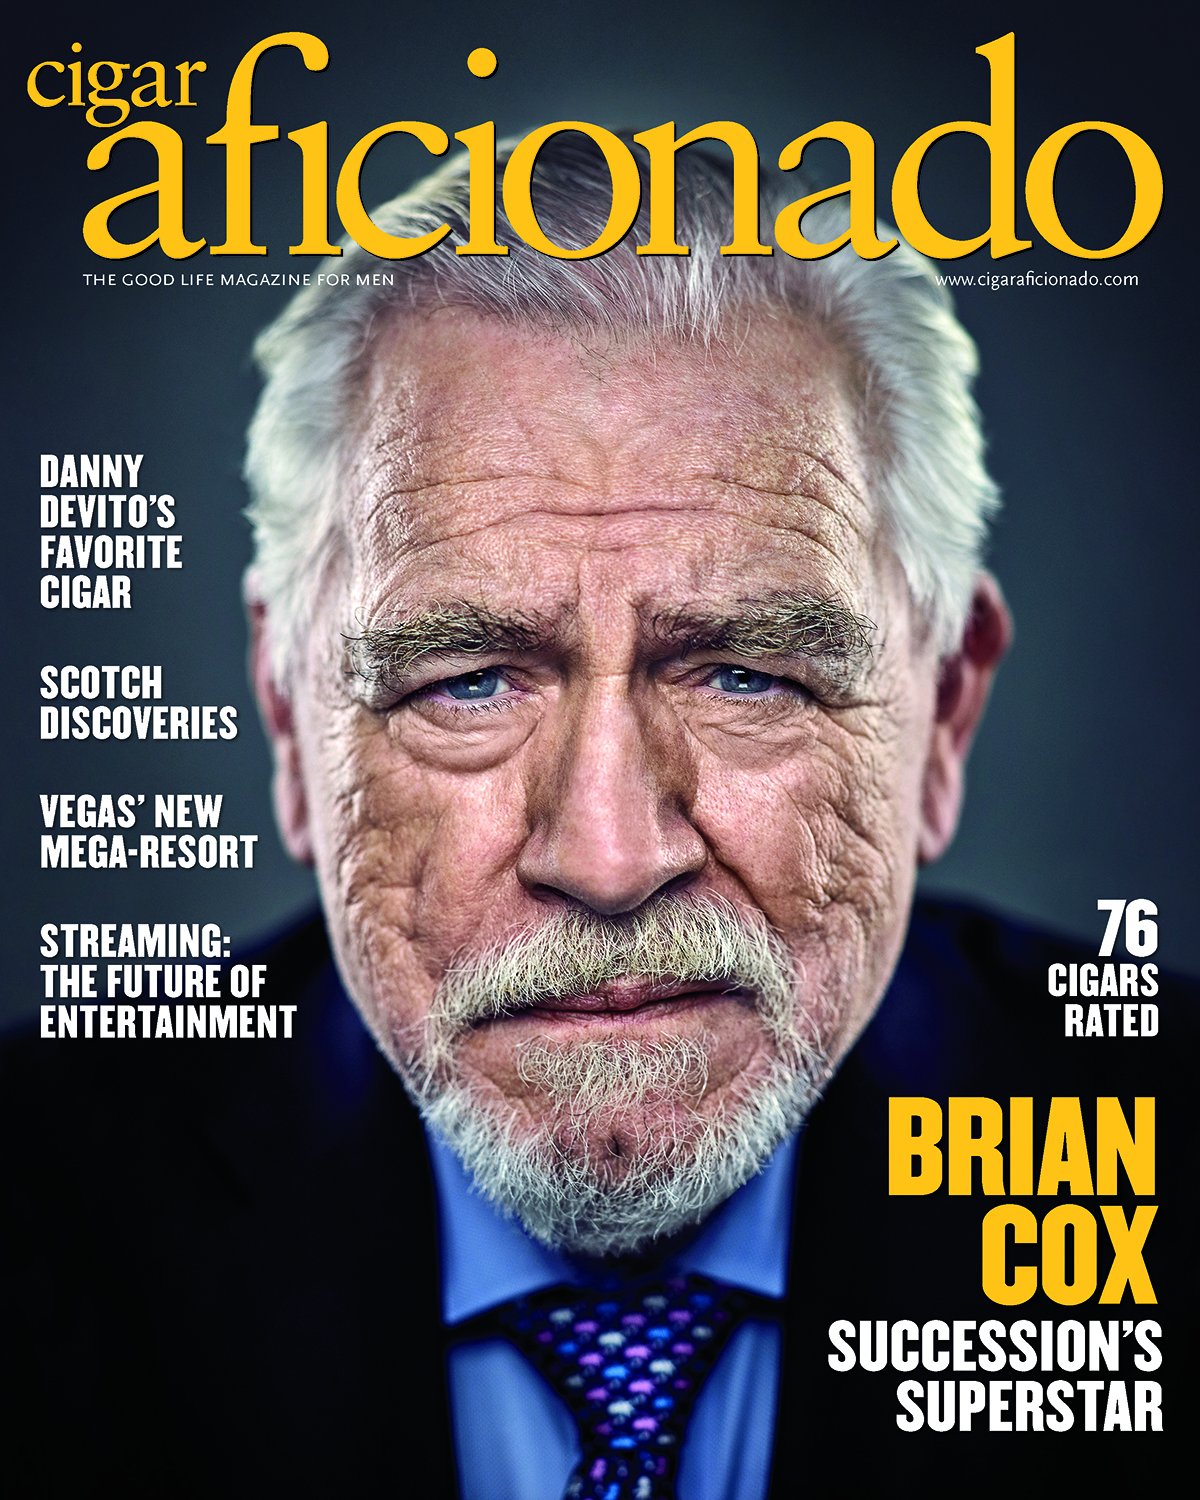 cigar
aficionado
THE GOOD LIFE MAGAZINE FOR MEN
www.cigaraficionado.com
DANNY
DEVITO'S
FAVORITE
CIGAR
SCOTCH
DISCOVERIES
VEGAS' NEW
MEGA-RESORT
STREAMING:
THE FUTURE OF
ENTERTAINMENT
76
CIGARS
RATED
BRIAN
COX
SUCCESSION'S
SUPERSTAR